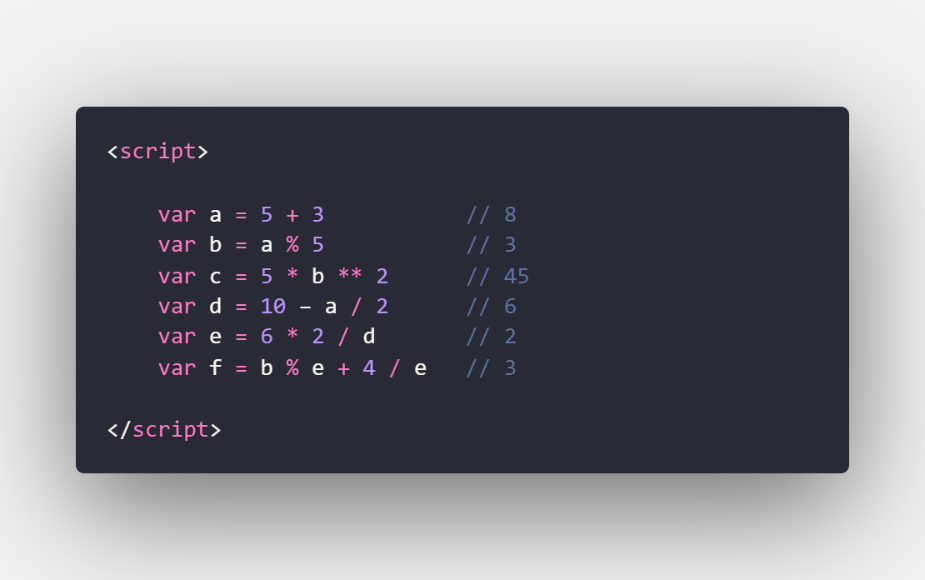 <script>
var a = 5 + 3 // 8
var b = a % 5 // 3
var c = 5 * b ** 2 // 45
var d = 10 – a / 2 // 6
var e = 6 * 2 / d // 2
var f = b % e + 4 / e // 3
</script>